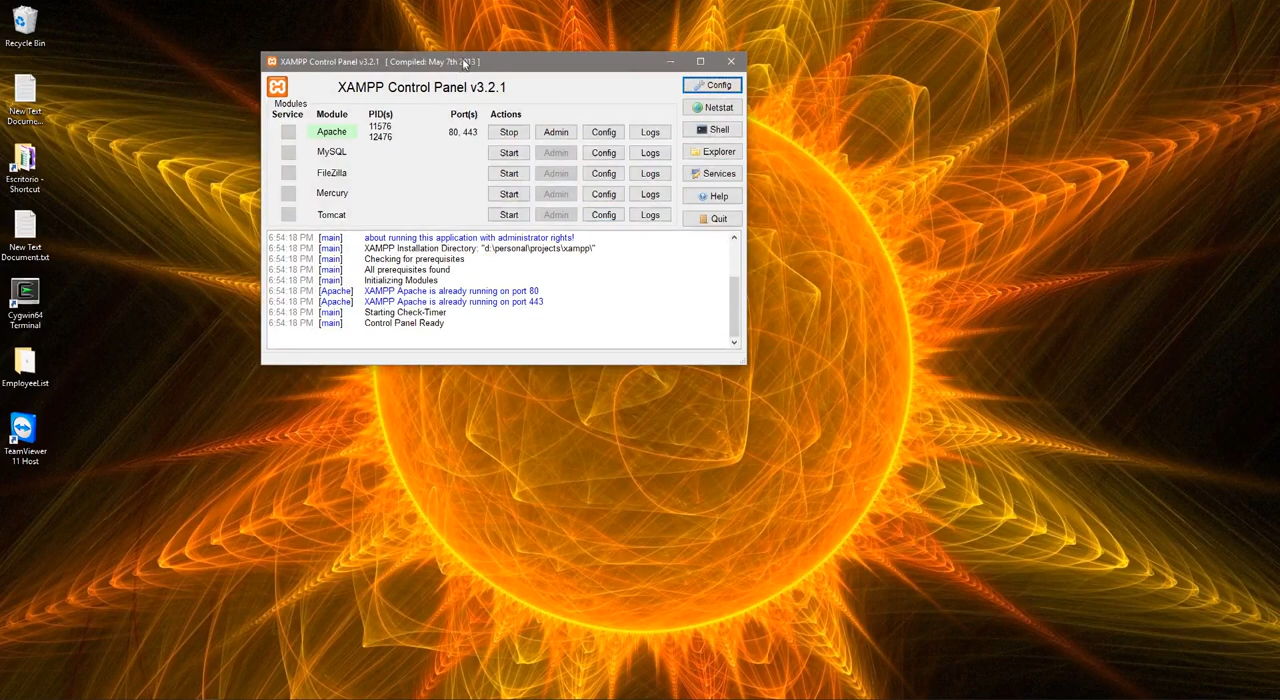 Recycle Bin
New Text
Docume...
Escritorio -
Shortcut
New Text
Document.txt
Cygwin64
Terminal
EmployeeList
TeamViewer
11 Host
XAMPP Control Panel v3.2.1 [ Compiled: May 7th 2013 ]
XAMPP Control Panel v3.2.1
Config
Modules
Service Module PID(s) Port(s) Actions
Netstat
Apache 11576 12476 80, 443 Stop Admin Config Logs
Shell
MySQL Start Admin Config Logs
Explorer
FileZilla Start Admin Config Logs
Services
Mercury Start Admin Config Logs
Help
Tomcat Start Admin Config Logs
Quit
6:54:18 PM [main] about running this application with administrator rights!
6:54:18 PM [main] XAMPP Installation Directory: "d:\personal\projects\xampp\"
6:54:18 PM [main] Checking for prerequisites
6:54:18 PM [main] All prerequisites found
6:54:18 PM [main] Initializing Modules
6:54:18 PM [Apache] XAMPP Apache is already running on port 80
6:54:18 PM [Apache] XAMPP Apache is already running on port 443
6:54:18 PM [main] Starting Check-Timer
6:54:18 PM [main] Control Panel Ready